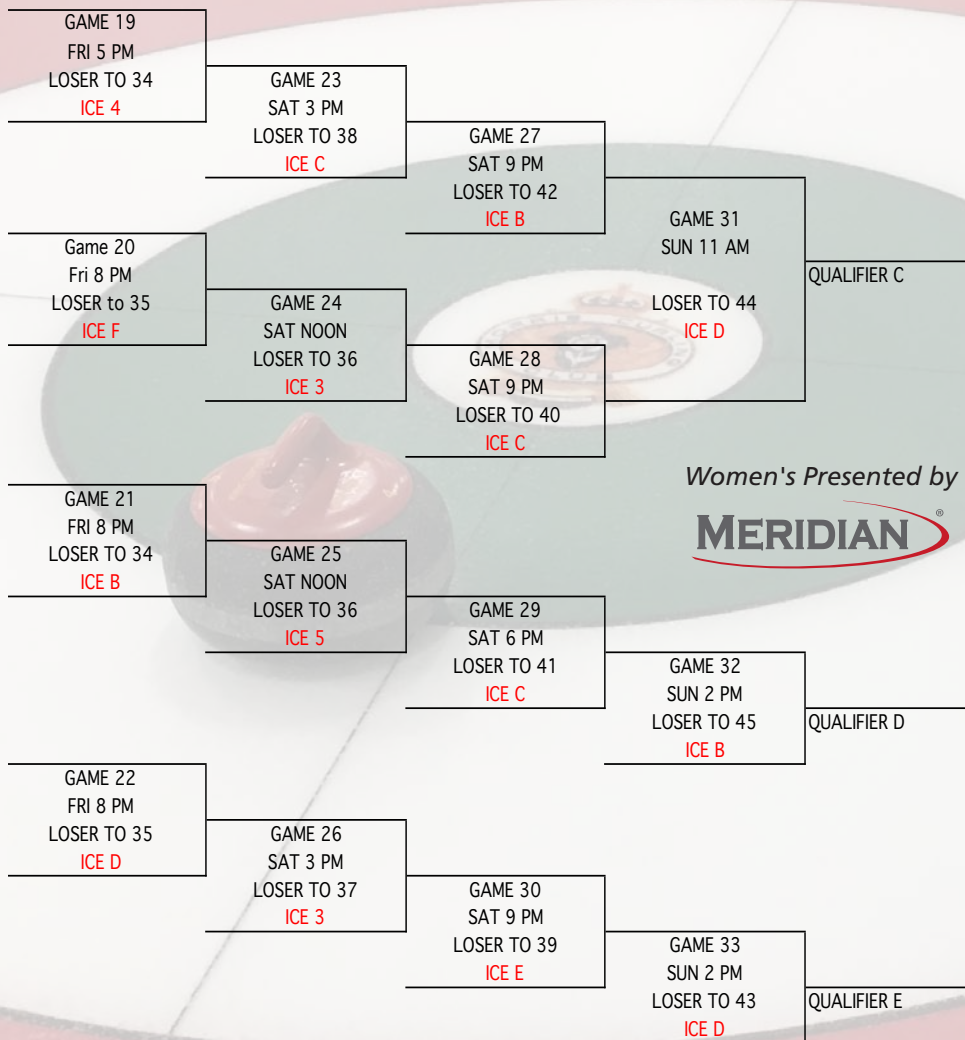 GAME 19
FRI 5 PM
LOSER TO 34
ICE 4
GAME 23
SAT 3 PM
LOSER TO 38
ICE C
GAME 27
SAT 9 PM
LOSER TO 42
ICE B
GAME 31
SUN 11 AM
LOSER TO 44
ICE D
QUALIFIER C
Game 20
Fri 8 PM
LOSER to 35
ICE F
GAME 24
SAT NOON
LOSER TO 36
ICE 3
GAME 28
SAT 9 PM
LOSER TO 40
ICE C
Women's Presented by
MERIDIAN®
GAME 21
FRI 8 PM
LOSER TO 34
ICE B
GAME 25
SAT NOON
LOSER TO 36
ICE 5
GAME 29
SAT 6 PM
LOSER TO 41
ICE C
GAME 32
SUN 2 PM
LOSER TO 45
ICE B
QUALIFIER D
GAME 22
FRI 8 PM
LOSER TO 35
ICE D
GAME 26
SAT 3 PM
LOSER TO 37
ICE 3
GAME 30
SAT 9 PM
LOSER TO 39
ICE E
GAME 33
SUN 2 PM
LOSER TO 43
ICE D
QUALIFIER E